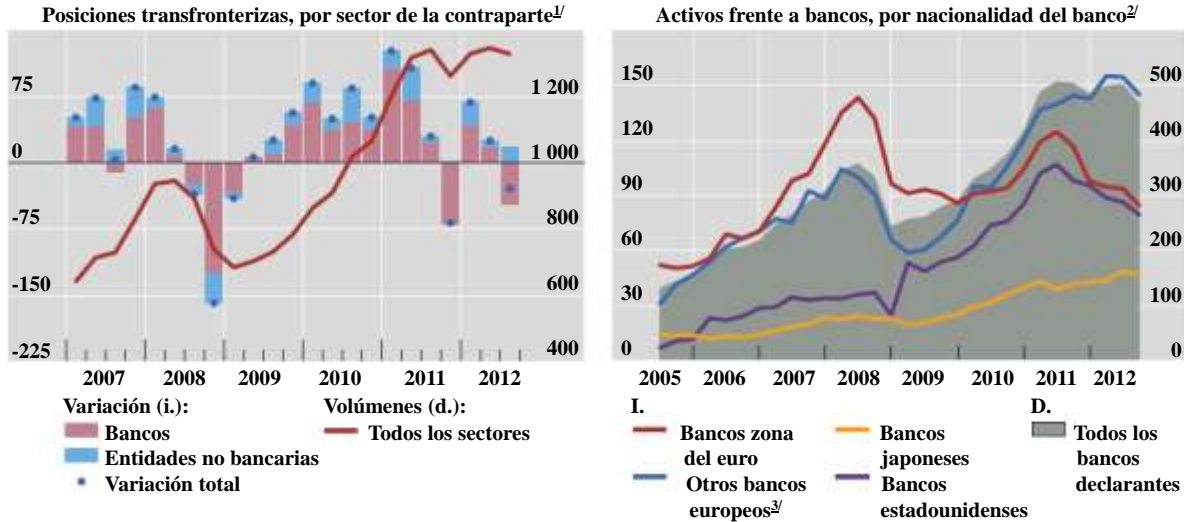 Posiciones transfronterizas, por sector de la contraparte1/
75
0
-75
-150
-225
1 200
1 000
800
600
400
2007 2008 2009 2010 2011 2012
Variación (i.):
Bancos
Entidades no bancarias
Variación total
Volúmenes (d.):
Todos los sectores
Activos frente a bancos, por nacionalidad del banco2/
150
120
90
60
30
0
500
400
300
200
100
0
2005 2006 2007 2008 2009 2010 2011 2012
I.
Bancos zona
del euro
Otros bancos
europeos3/
Bancos
japoneses
Bancos
estadounidenses
D.
Todos los
bancos
declarantes